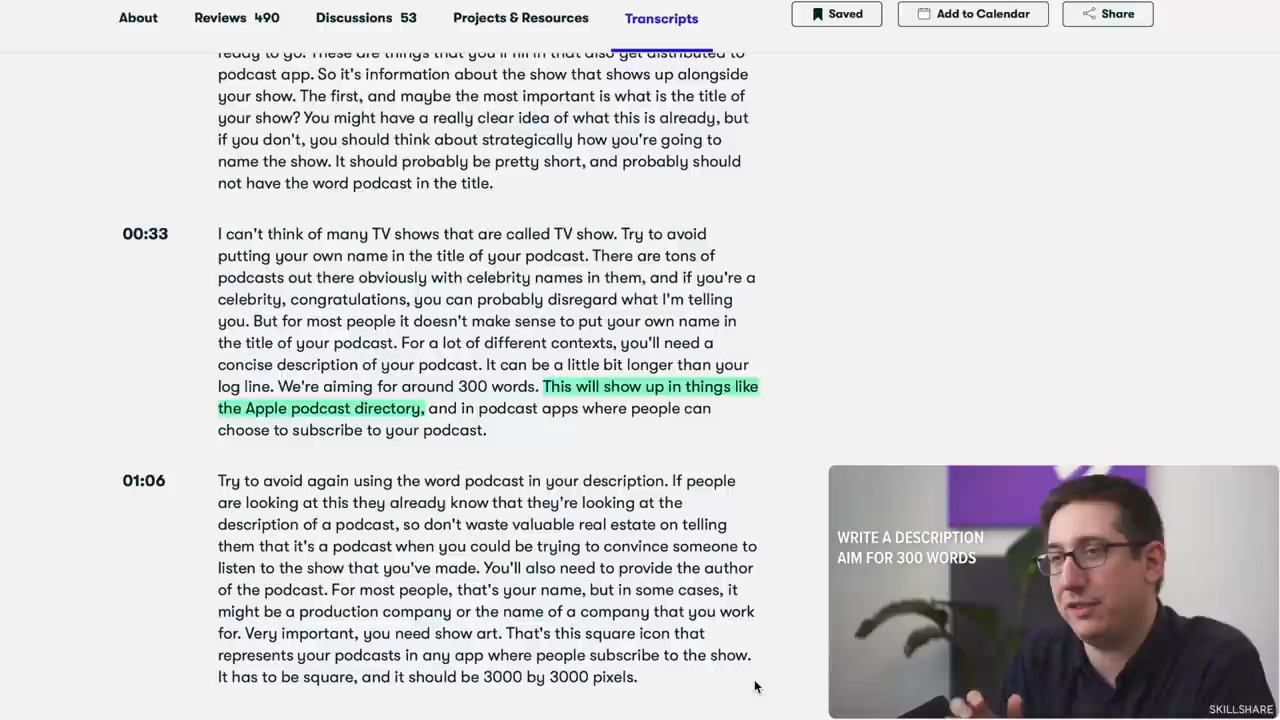 About
Reviews 490
Discussions 53
Projects & Resources
Transcripts
Saved
Add to Calendar
Share
ready to go. These are things that you'll fill in that also get distributed to
podcast app. So it's information about the show that shows up alongside
your show. The first, and maybe the most important is what is the title of
your show? You might have a really clear idea of what this is already, but
if you don't, you should think about strategically how you're going to
name the show. It should probably be pretty short, and probably should
not have the word podcast in the title.
00:33
I can't think of many TV shows that are called TV show. Try to avoid
putting your own name in the title of your podcast. There are tons of
podcasts out there obviously with celebrity names in them, and if you're a
celebrity, congratulations, you can probably disregard what I'm telling
you. But for most people it doesn't make sense to put your own name in
the title of your podcast. For a lot of different contexts, you'll need a
concise description of your podcast. It can be a little bit longer than your
log line. We're aiming for around 300 words. This will show up in things like
the Apple podcast directory, and in podcast apps where people can
choose to subscribe to your podcast.
01:06
Try to avoid again using the word podcast in your description. If people
are looking at this they already know that they're looking at the
description of a podcast, so don't waste valuable real estate on telling
them that it's a podcast when you could be trying to convince someone to
listen to the show that you've made. You'll also need to provide the author
of the podcast. For most people, that's your name, but in some cases, it
might be a production company or the name of a company that you work
for. Very important, you need show art. That's this square icon that
represents your podcasts in any app where people subscribe to the show.
It has to be square, and it should be 3000 by 3000 pixels.
WRITE A DESCRIPTION
AIM FOR 300 WORDS
SKILLSHARE